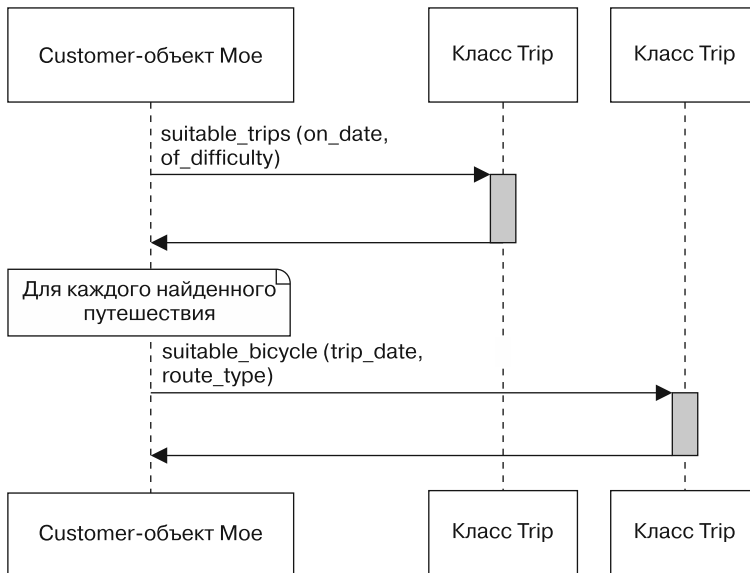 Customer-объект Moe
Класс Trip
Класс Trip
suitable_trips (on_date,
of_difficulty)
Для каждого найденного
путешествия
suitable_bicycle (trip_date,
route_type)
Customer-объект Moe
Класс Trip
Класс Trip